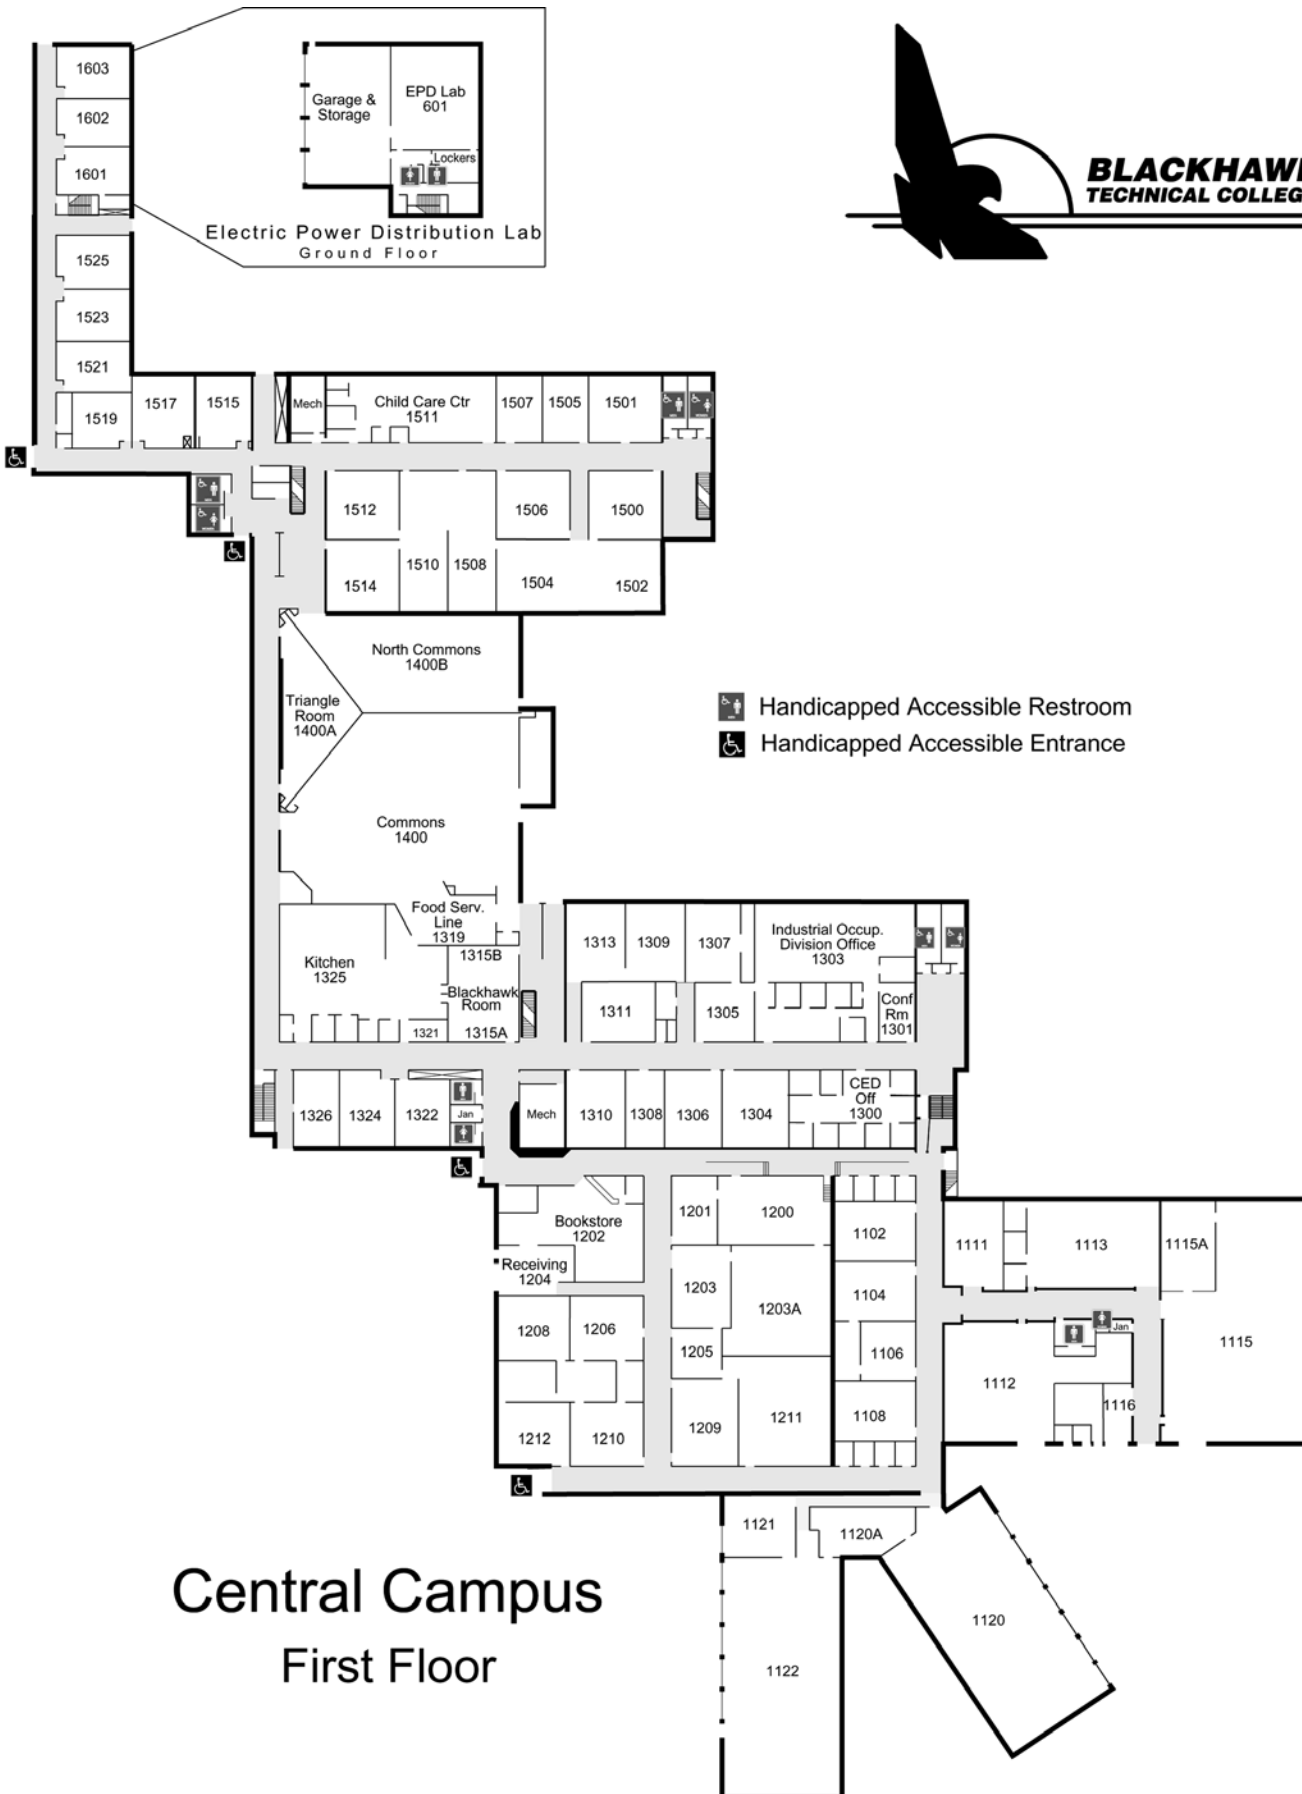 1603
1602
1601
Garage &
Storage
EPD Lab
601
Lockers
Electric Power Distribution Lab
Ground Floor
TECHNICAL
1525
1523
1521
1519
1517
1515
Mech
Child Care Ctr
1511
1507
1505
1501
1512
1506
1500
1514
1510
1508
1504
1502
North Commons
1400B
Triangle
Room
1400A
Handicapped Accessible Restroom
Handicapped Accessible Entrance
Commons
1400
Food Serv.
Line
1319
1315B
Kitchen
1325
Blackhawk
Room
1315A
1321
1313
1309
1307
Industrial Occup.
Division Office
1303
1311
1305
Conf
Rm
1301
1326
1324
1322
Jan
Mech
1310
1308
1306
1304
CED
Off
1300
Bookstore
1202
Receiving
1204
1201
1200
1102
1111
1113
1115A
1203
1203A
1104
1208
1206
1205
1106
Jan
1115
1112
1116
1212
1210
1209
1211
1108
1121
1120A
1120
1122
Central Campus
First Floor